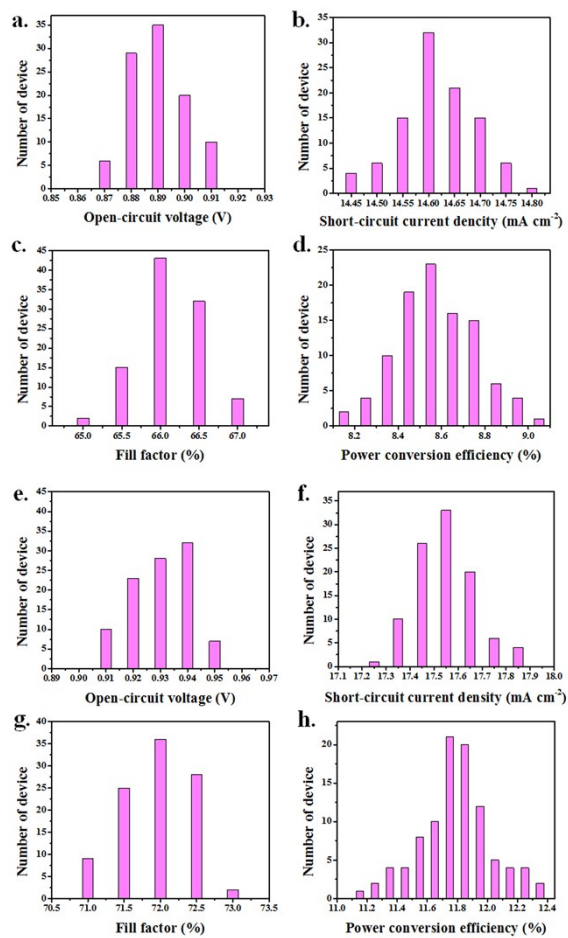 a.
Number of device
35
30
25
20
15
10
5
0
0.85 0.86 0.87 0.88 0.89 0.90 0.91 0.92 0.93
Open-circuit voltage (V)
b.
Number of device
35
30
25
20
15
10
5
0
14.45 14.50 14.55 14.60 14.65 14.70 14.75 14.80
Short-circuit current dencity (mA cm-2)
c.
Number of device
45
40
35
30
25
20
15
10
5
0
65.0 65.5 66.0 66.5 67.0
Fill factor (%)
d.
Number of device
25
20
15
10
5
0
8.2 8.4 8.6 8.8 9.0
Power conversion efficiency (%)
e.
Number of device
45
40
35
30
25
20
15
10
5
0
0.89 0.90 0.91 0.92 0.93 0.94 0.95 0.96 0.97
Open-circuit voltage (V)
f.
Number of device
35
30
25
20
15
10
5
0
17.1 17.2 17.3 17.4 17.5 17.6 17.7 17.8 17.9 18.0
Short-circuit current density (mA cm-2)
g.
Number of device
40
35
30
25
20
15
10
5
0
70.5 71.0 71.5 72.0 72.5 73.0 73.5
Fill factor (%)
h.
Number of device
20
15
10
5
0
11.0 11.2 11.4 11.6 11.8 12.0 12.2 12.4
Power conversion efficiency (%)